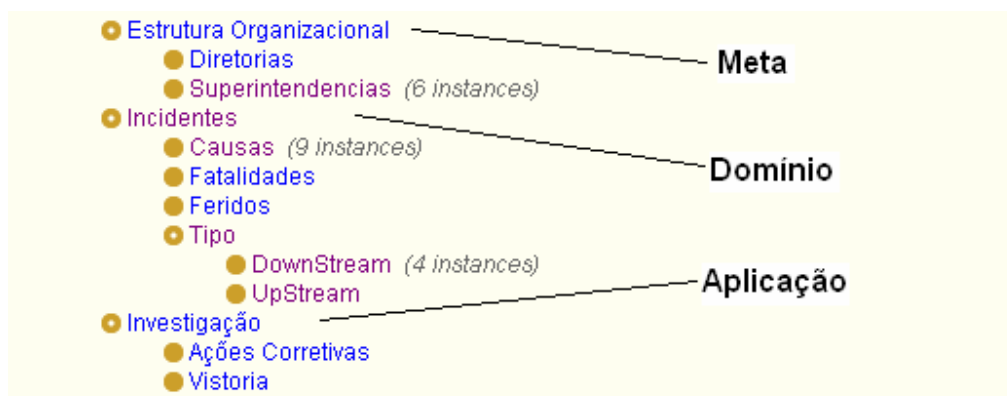 Estrutura Organizacional
Diretorias
Meta
Superintendencias (6 instances)
Incidentes
Causas (9 instances)
Domínio
Fatalidades
Feridos
Tipo
DownStream (4 instances)
Aplicação
UpStream
Investigação
Ações Corretivas
Vistoria